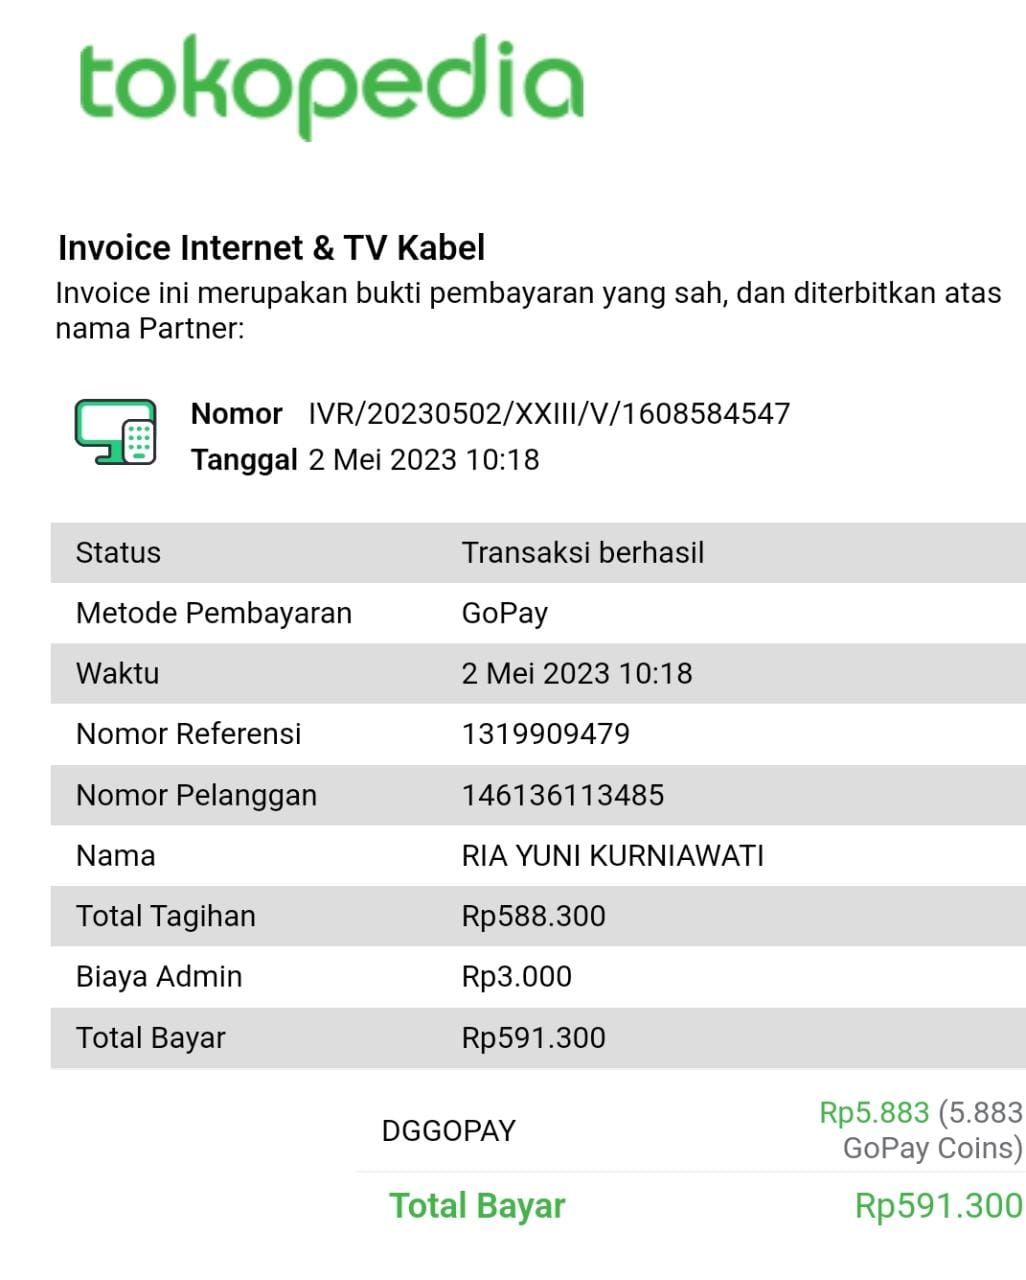 tokopedia
Invoice Internet & TV Kabel
Invoice ini merupakan bukti pembayaran yang sah, dan diterbitkan atas
nama Partner:
Nomor IVR/20230502/XXIII/V/1608584547
Tanggal 2 Mei 2023 10:18
Status Transaksi berhasil
Metode Pembayaran GoPay
Waktu 2 Mei 2023 10:18
Nomor Referensi 1319909479
Nomor Pelanggan 146136113485
Nama RIA YUNI KURNIAWATI
Total Tagihan Rp588.300
Biaya Admin Rp3.000
Total Bayar Rp591.300
DGGOPAY Rp5.883 (5.883
GoPay Coins)
Total Bayar Rp591.300